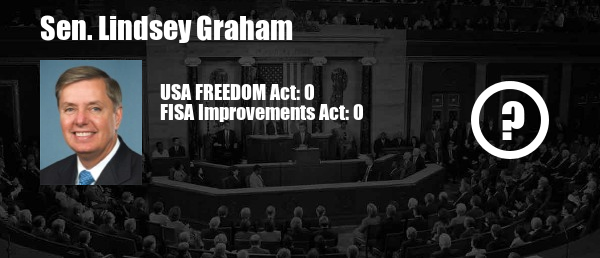 Sen. Lindsey Graham
USA FREEDOM Act: 0
FISA Improvements Act: 0
?